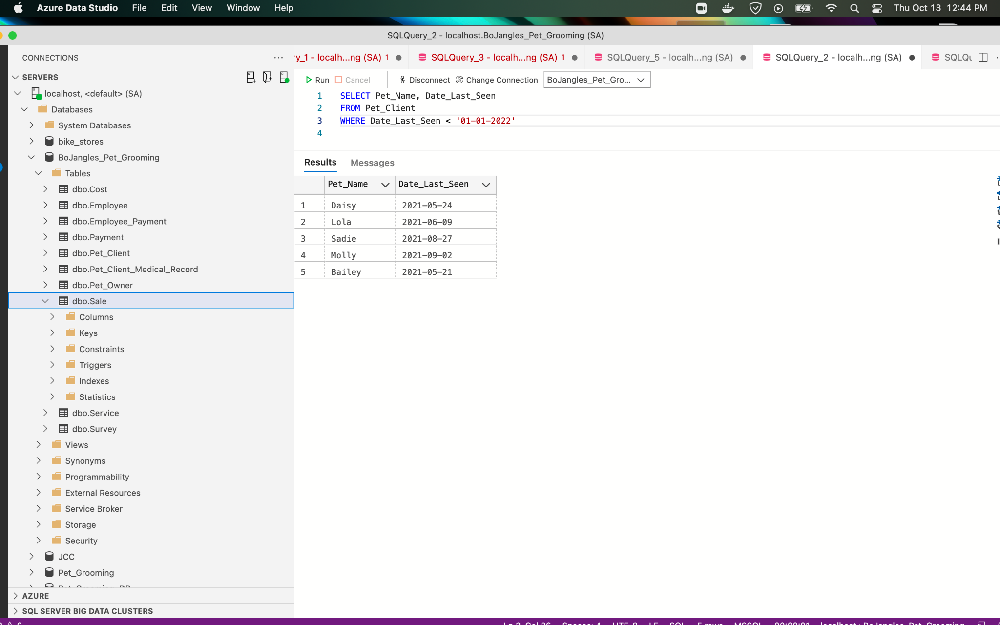 Azure Data Studio File Edit View Window Help Thu Oct 13 12:44 PM
SQLQuery_2 - localhost.BoJangles_Pet_Grooming (SA)
CONNECTIONS
SERVERS
localhost, <default> (SA)
Databases
System Databases
bike_stores
BoJangles_Pet_Grooming
Tables
dbo.Cost
dbo.Employee
dbo.Employee_Payment
dbo.Payment
dbo.Pet_Client
dbo.Pet_Client_Medical_Record
dbo.Pet_Owner
dbo.Sale
Columns
Keys
Constraints
Triggers
Indexes
Statistics
dbo.Service
dbo.Survey
Views
Synonyms
Programmability
External Resources
Service Broker
Storage
Security
JCC
Pet_Grooming
AZURE
SQL SERVER BIG DATA CLUSTERS
ry_1 - localh...ng (SA) 1 SQLQuery_3 - localh...ng (SA) 1 SQLQuery_5 - localh...ng (SA) SQLQuery_2 - localh...ng (SA) SQLQu
Run Cancel Disconnect Change Connection BoJangles_Pet_Gro...
1 SELECT Pet_Name, Date_Last_Seen
2 FROM Pet_Client
3 WHERE Date_Last_Seen < '01-01-2022'
4
Results Messages
Pet_Name Date_Last_Seen
1 Daisy 2021-05-24
2 Lola 2021-06-09
3 Sadie 2021-08-27
4 Molly 2021-09-02
5 Bailey 2021-05-21